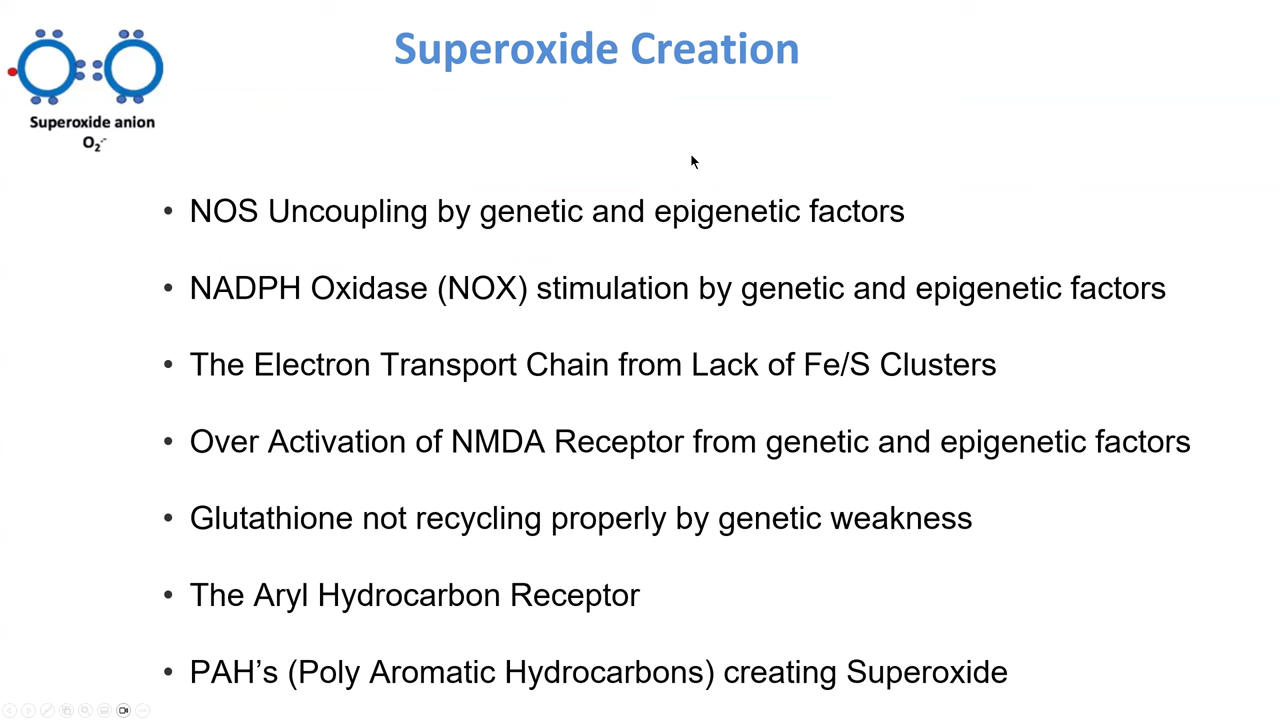 Superoxide Creation
Superoxide anion
O₂·⁻
• NOS Uncoupling by genetic and epigenetic factors
• NADPH Oxidase (NOX) stimulation by genetic and epigenetic factors
• The Electron Transport Chain from Lack of Fe/S Clusters
• Over Activation of NMDA Receptor from genetic and epigenetic factors
• Glutathione not recycling properly by genetic weakness
• The Aryl Hydrocarbon Receptor
• PAH’s (Poly Aromatic Hydrocarbons) creating Superoxide